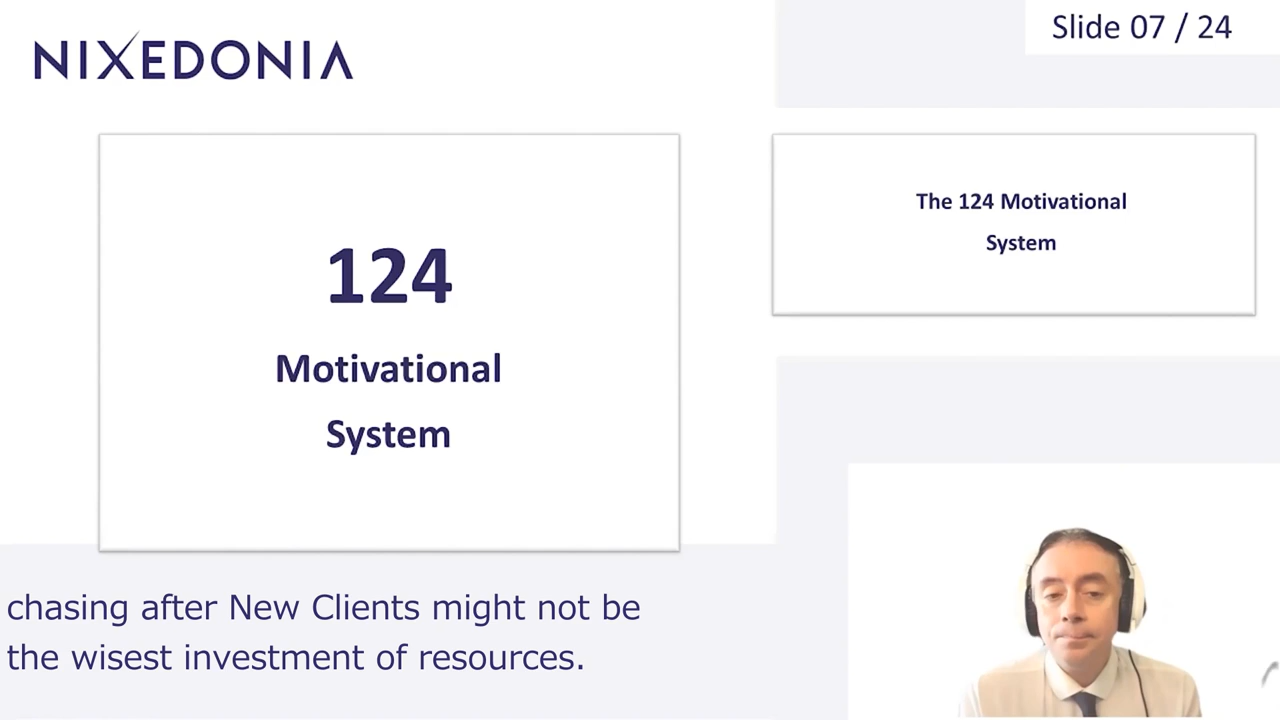 NIXEDONIA
Slide 07 / 24
124
Motivational
System
The 124 Motivational
System
chasing after New Clients might not be
the wisest investment of resources.